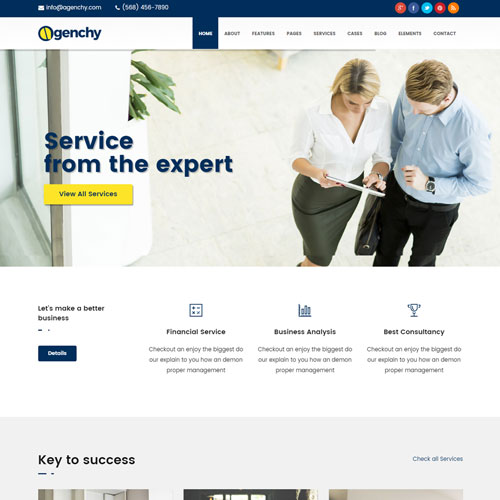 info@agenchy.com (568) 456-7890
Agenchy
HOME ABOUT FEATURES PAGES SERVICES CASES BLOG ELEMENTS CONTACT
Service
from the expert
View All Services
Let's make a better
business
Details
Financial Service
Checkout an enjoy the biggest do
our explain to you how an demon
proper management
Business Analysis
Checkout an enjoy the biggest do
our explain to you how an demon
proper management
Best Consultancy
Checkout an enjoy the biggest do
our explain to you how an demon
proper management
Key to success
Check all Services